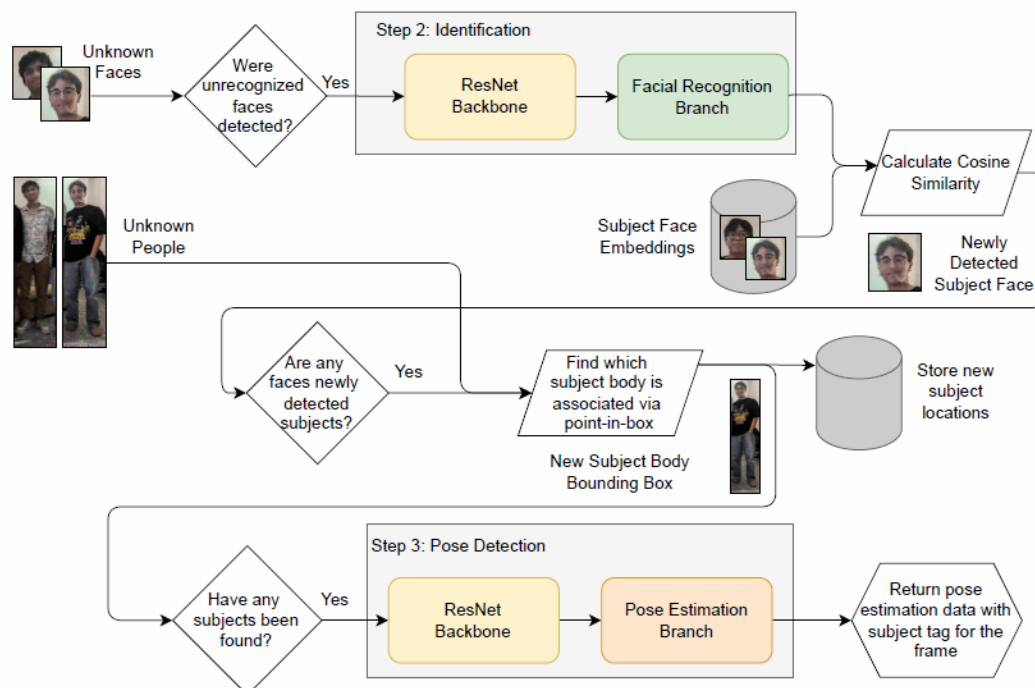 Step 2: Identification
Unknown
Faces
Were
unrecognized
faces
detected?
Yes
ResNet
Backbone
Facial Recognition
Branch
Calculate Cosine
Similarity
Unknown
People
Subject Face
Embeddings
Newly
Detected
Subject Face
Are any
faces newly
detected
subjects?
Yes
Find which
subject body is
associated via
point-in-box
Store new
subject
locations
New Subject Body
Bounding Box
Step 3: Pose Detection
Have any
subjects been
found?
Yes
ResNet
Backbone
Pose Estimation
Branch
Return pose
estimation data with
subject tag for the
frame